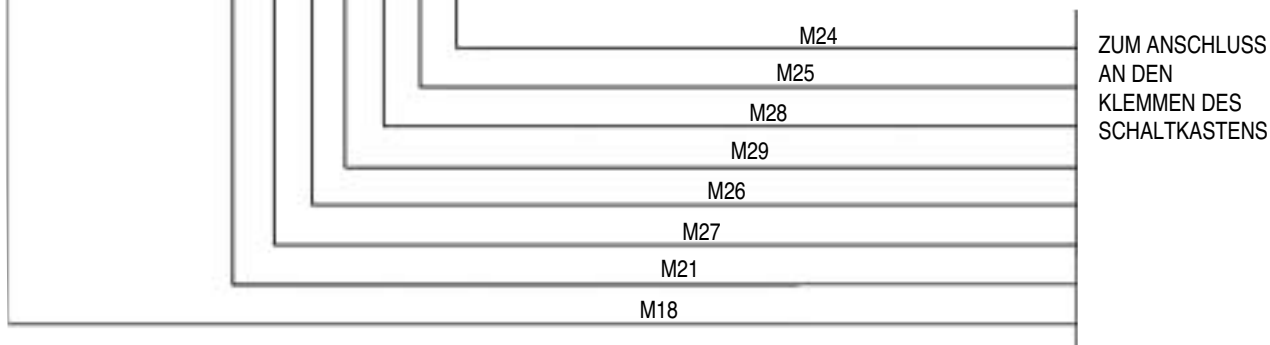 M24
M25
M28
M29
M26
M27
M21
M18
ZUM ANSCHLUSS
AN DEN
KLEMMEN DES
SCHALTKASTENS